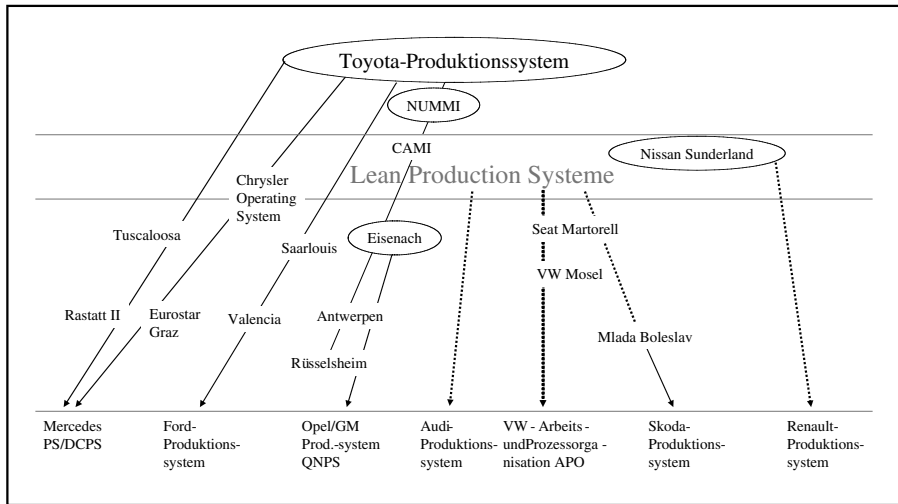 Toyota-Produktionssystem
NUMMI
CAMI
Nissan Sunderland
Lean Production Systeme
Chrysler
Operating
System
Tuscaloosa
Saarlouis
Eisenach
Seat Martorell
VW Mosel
Rastatt II
Eurostar
Graz
Valencia
Antwerpen
Mlada Boleslav
Rüsselsheim
Mercedes
PS/DCPS
Ford-
Produktions-
system
Opel/GM
Prod.-system
QNPS
Audi-
Produktions-
system
VW - Arbeits -
undProzessorga -
nisation APO
Skoda-
Produktions-
system
Renault-
Produktions-
system